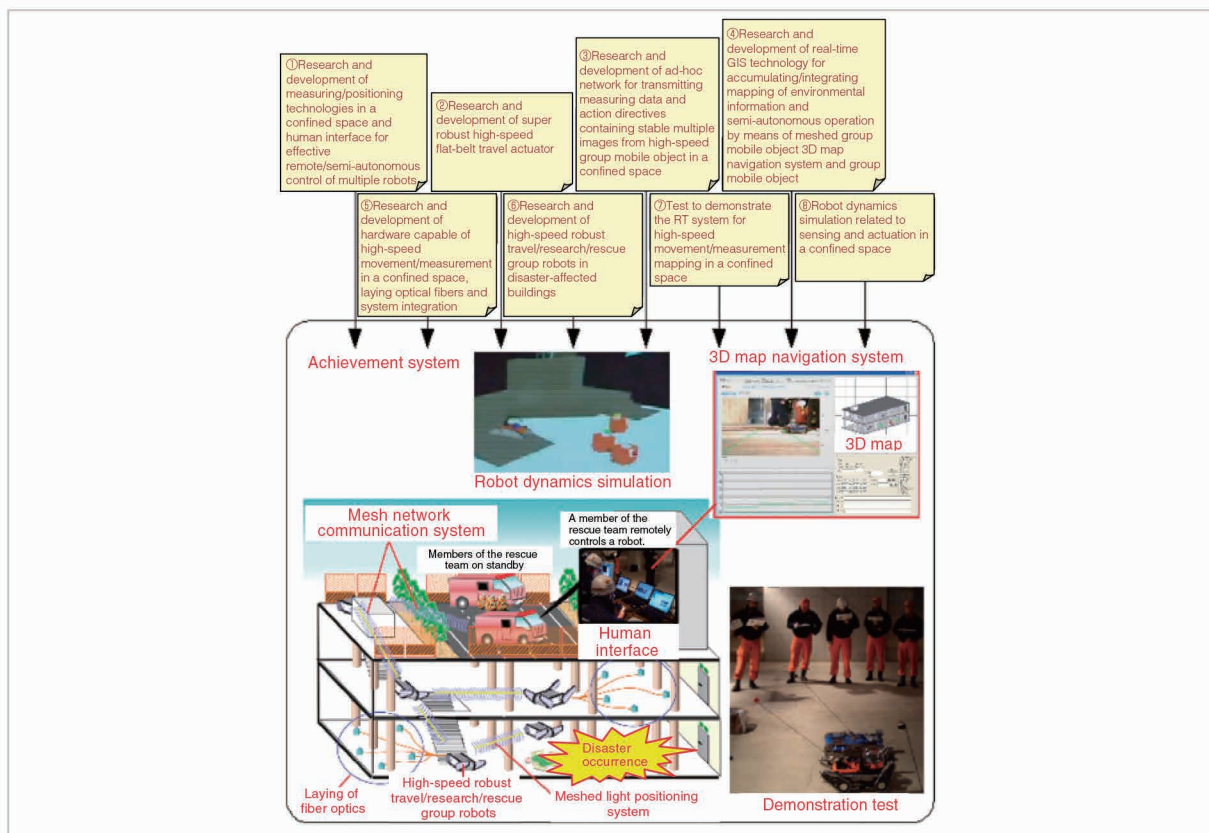 ①Research and
development of
measuring/positioning
technologies in a
confined space and
human interface for
effective
remote/semi-autonomous
control of multiple robots
②Research and
development of super
robust high-speed
flat-belt travel actuator
③Research and
development of ad-hoc
network for transmitting
measuring data and
action directives
containing stable multiple
images from high-speed
group mobile object in a
confined space
④Research and
development of real-time
GIS technology for
accumulating/integrating
mapping of environmental
information and
semi-autonomous operation
by means of meshed group
mobile object 3D map
navigation system and group
mobile object
⑤Research and
development of
hardware capable of
high-speed
movement/measurement
in a confined space,
laying optical fibers and
system integration
⑥Research and
development of
high-speed robust
travel/research/rescue
group robots in
disaster-affected
buildings
⑦Test to demonstrate
the RT system for
high-speed
movement/measurement
mapping in a confined
space
⑧Robot dynamics
simulation related to
sensing and actuation in
a confined space
Achievement system
3D map navigation system
3D map
Robot dynamics simulation
Mesh network
communication system
Members of the rescue
team on standby
A member of the
rescue team remotely
controls a robot.
Human
interface
Disaster
occurrence
Laying of
fiber optics
High-speed robust
travel/research/rescue
group robots
Meshed light positioning
system
Demonstration test